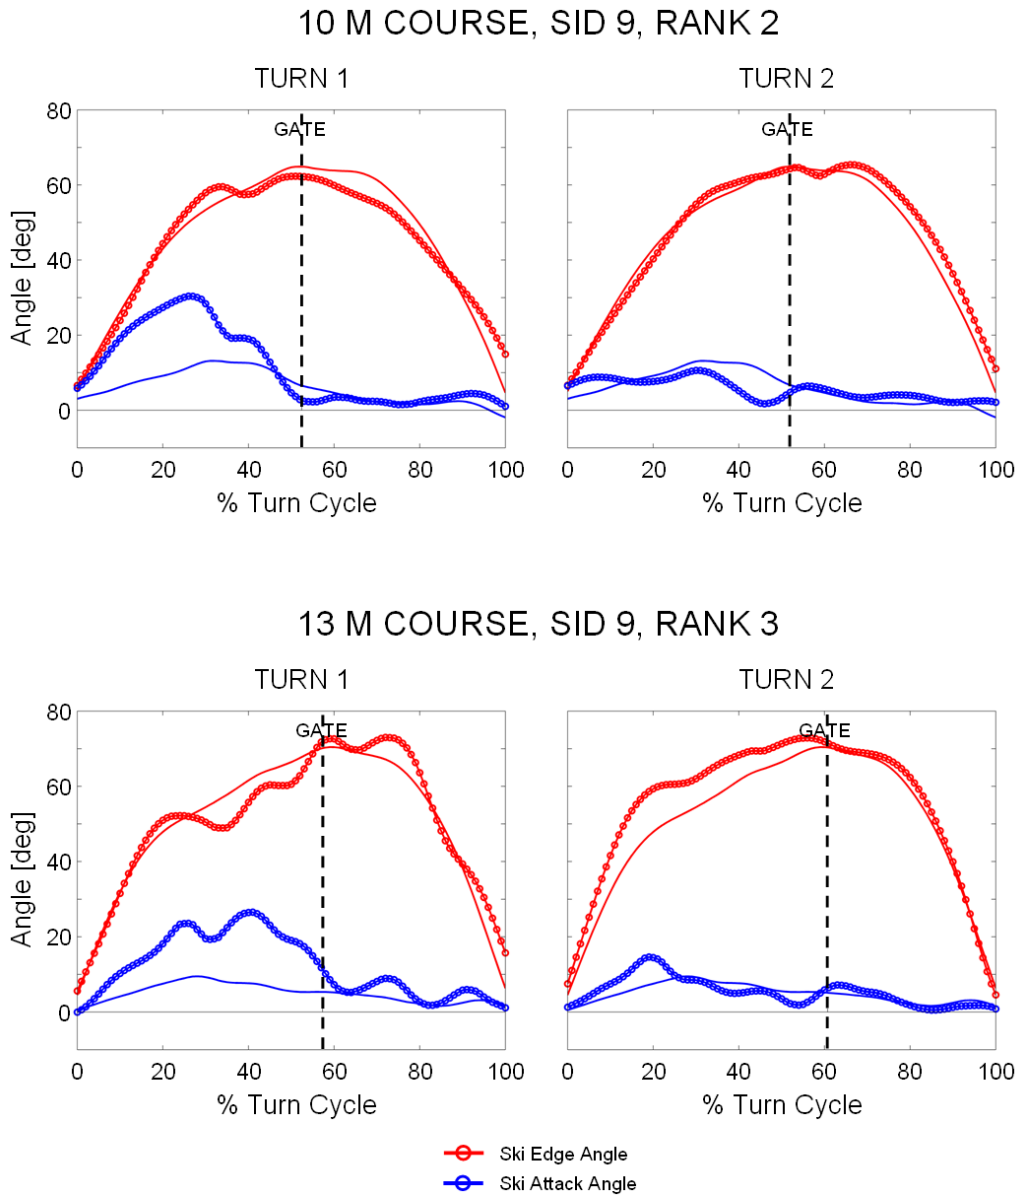 10 M COURSE, SID 9, RANK 2
TURN 1
TURN 2
80
60
40
20
0
Angle [deg]
GATE
GATE
0 20 40 60 80 100
0 20 40 60 80 100
% Turn Cycle
% Turn Cycle
13 M COURSE, SID 9, RANK 3
TURN 1
TURN 2
80
60
40
20
0
Angle [deg]
GATE
GATE
0 20 40 60 80 100
0 20 40 60 80 100
% Turn Cycle
% Turn Cycle
Ski Edge Angle
Ski Attack Angle